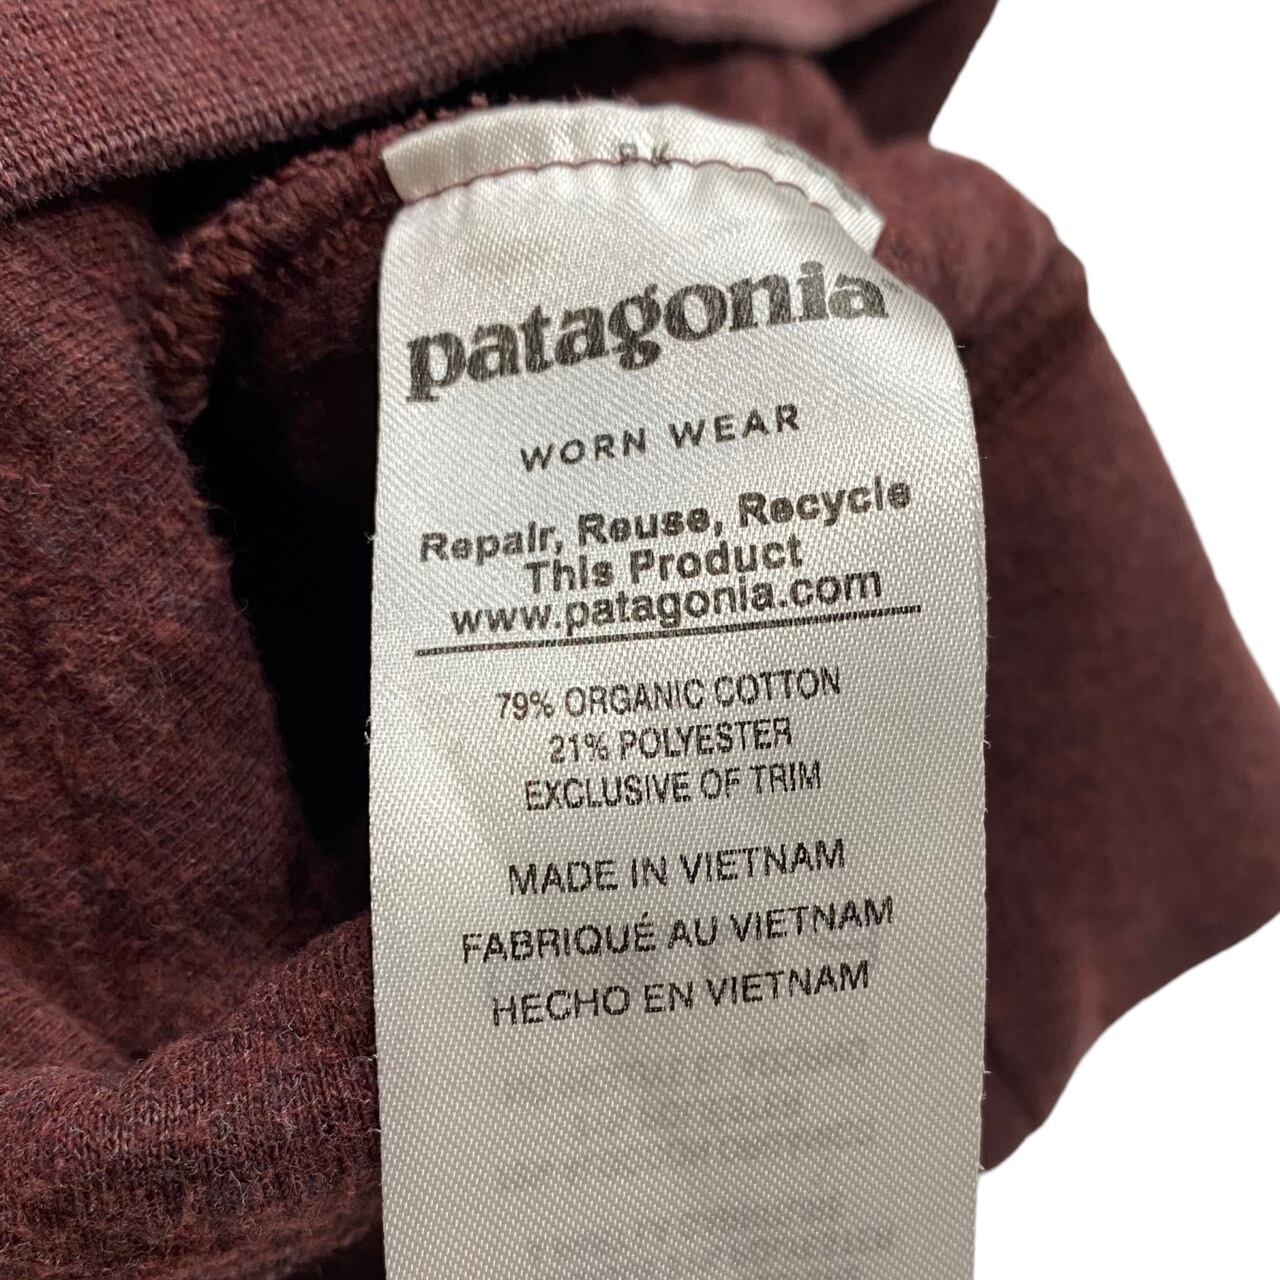 patagonia
WORN WEAR
Repair, Reuse, Recycle
This Product
www.patagonia.com
79% ORGANIC COTTON
21% POLYESTER
EXCLUSIVE OF TRIM
MADE IN VIETNAM
FABRIQUÉ AU VIETNAM
HECHO EN VIETNAM